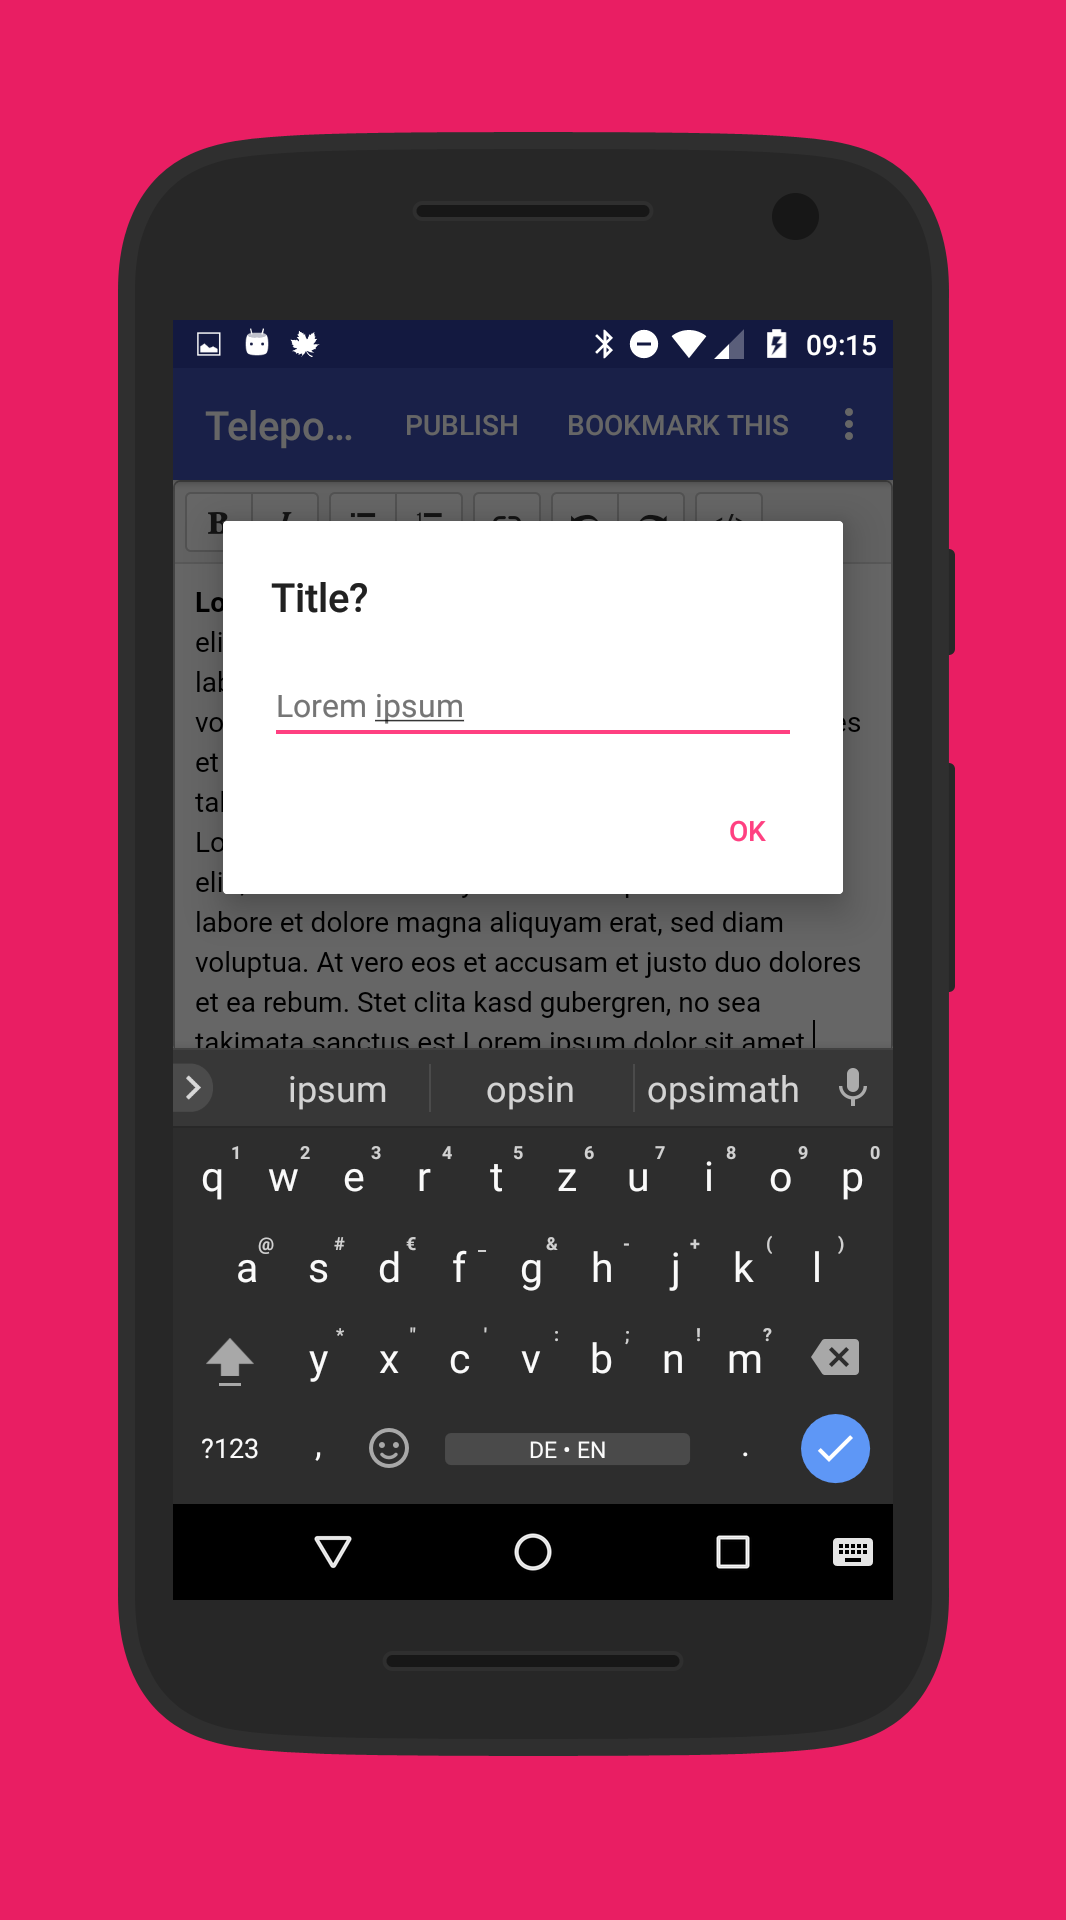 09:15
Telepo... PUBLISH BOOKMARK THIS
B I
Title?
Lorem ipsum
OK
Lo
eli
lab
vo es
et
tal
Lo
eli
labore et dolore magna aliquyam erat, sed diam
voluptua. At vero eos et accusam et justo duo dolores
et ea rebum. Stet clita kasd gubergren, no sea
takimata sanctus est Lorem ipsum dolor sit amet.
ipsum opsin opsimath
1 2 3 4 5 6 7 8 9 0
q w e r t z u i o p
@ # € _ & - + ( )
a s d f g h j k l
* " ' : ; ! ?
y x c v b n m
?123 , DE • EN .